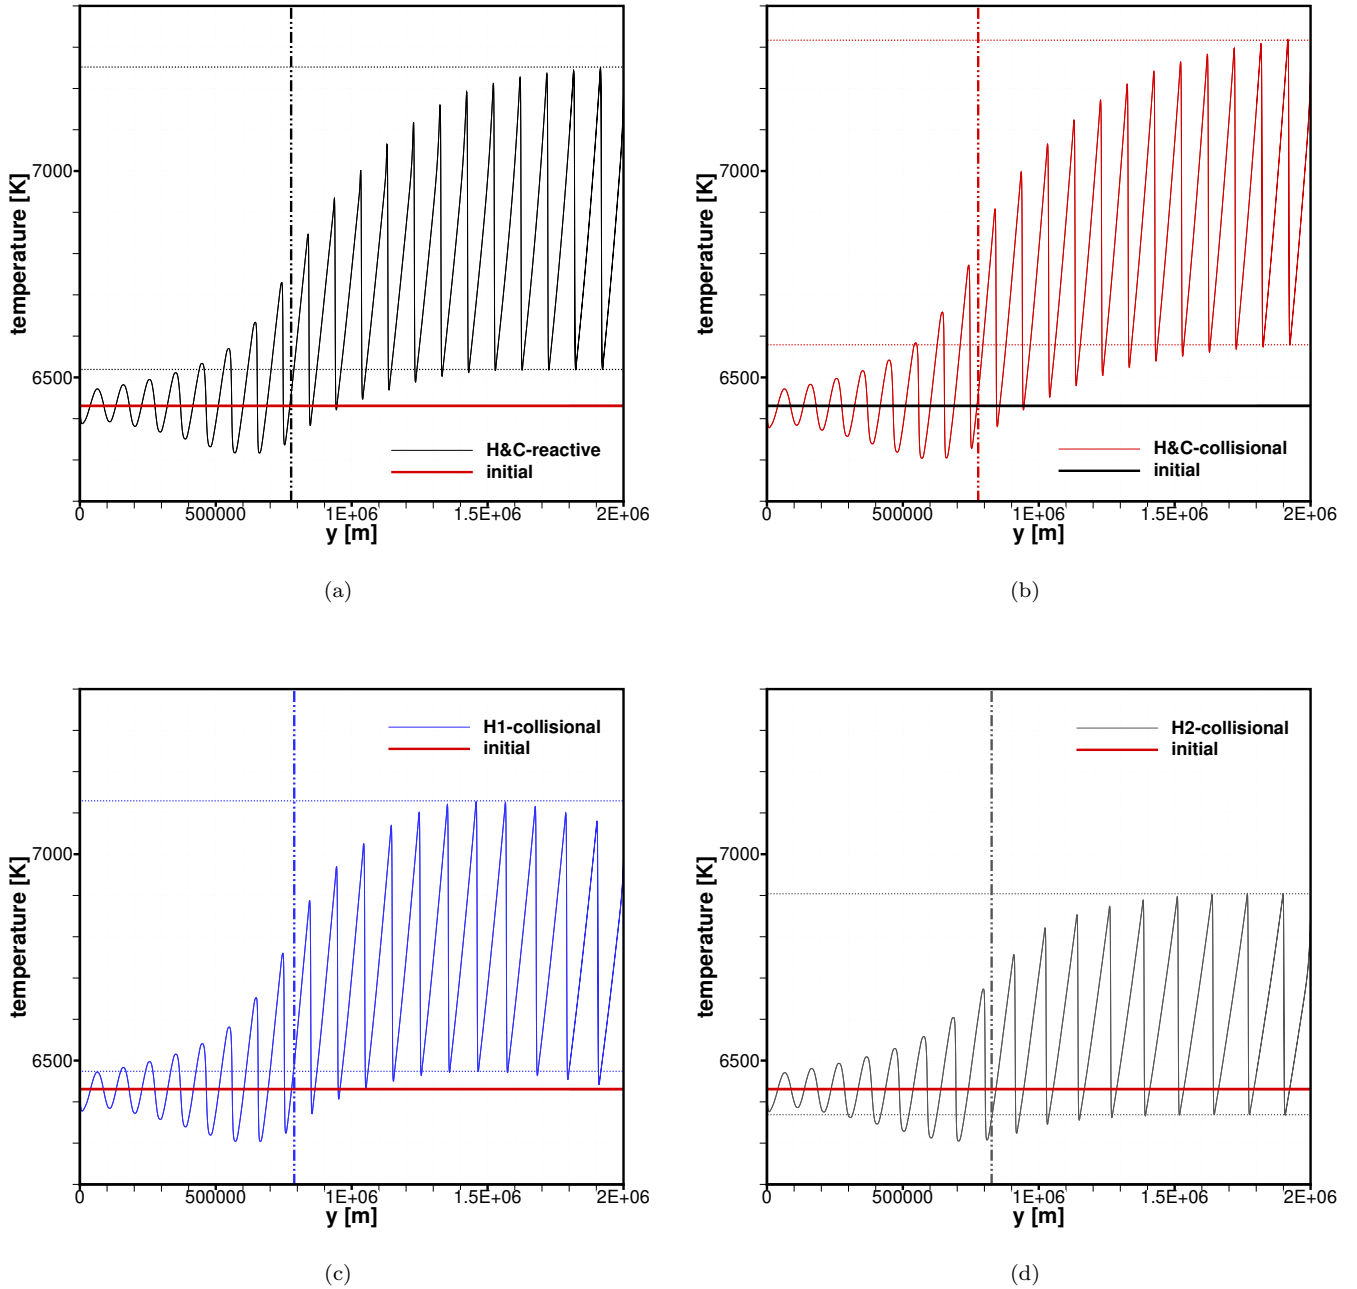 temperature [K]
7000
6500
H&C-reactive
initial
0 500000 1E+06 1.5E+06 2E+06
y [m]
(a)
temperature [K]
7000
6500
H&C-collisional
initial
0 500000 1E+06 1.5E+06 2E+06
y [m]
(b)
temperature [K]
H1-collisional
initial
7000
6500
0 500000 1E+06 1.5E+06 2E+06
y [m]
(c)
temperature [K]
H2-collisional
initial
7000
6500
0 500000 1E+06 1.5E+06 2E+06
y [m]
(d)